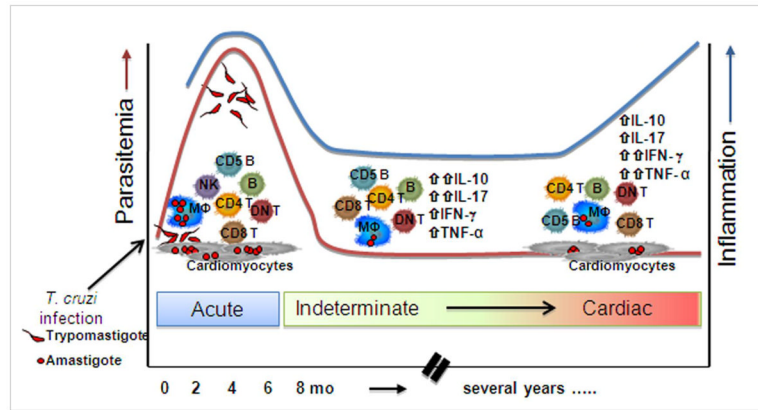 Parasitemia
Inflammation
CD5 B
NK
B
MΦ
CD4 T
DN T
CD8 T
Cardiomyocytes
CD5 B
B
CD8 T
CD4 T
DN T
MΦ
⇧⇧IL-10
⇧⇧IL-17
⇧IFN-γ
⇧TNF-α
⇧IL-10
⇧IL-17
⇧⇧IFN-γ
⇧⇧TNF-α
CD4 T
B
DN T
CD5 B
MΦ
CD8 T
Cardiomyocytes
T. cruzi
infection
Trypomastigote
Amastigote
Acute
Indeterminate
Cardiac
0 2 4 6 8 mo several years .....